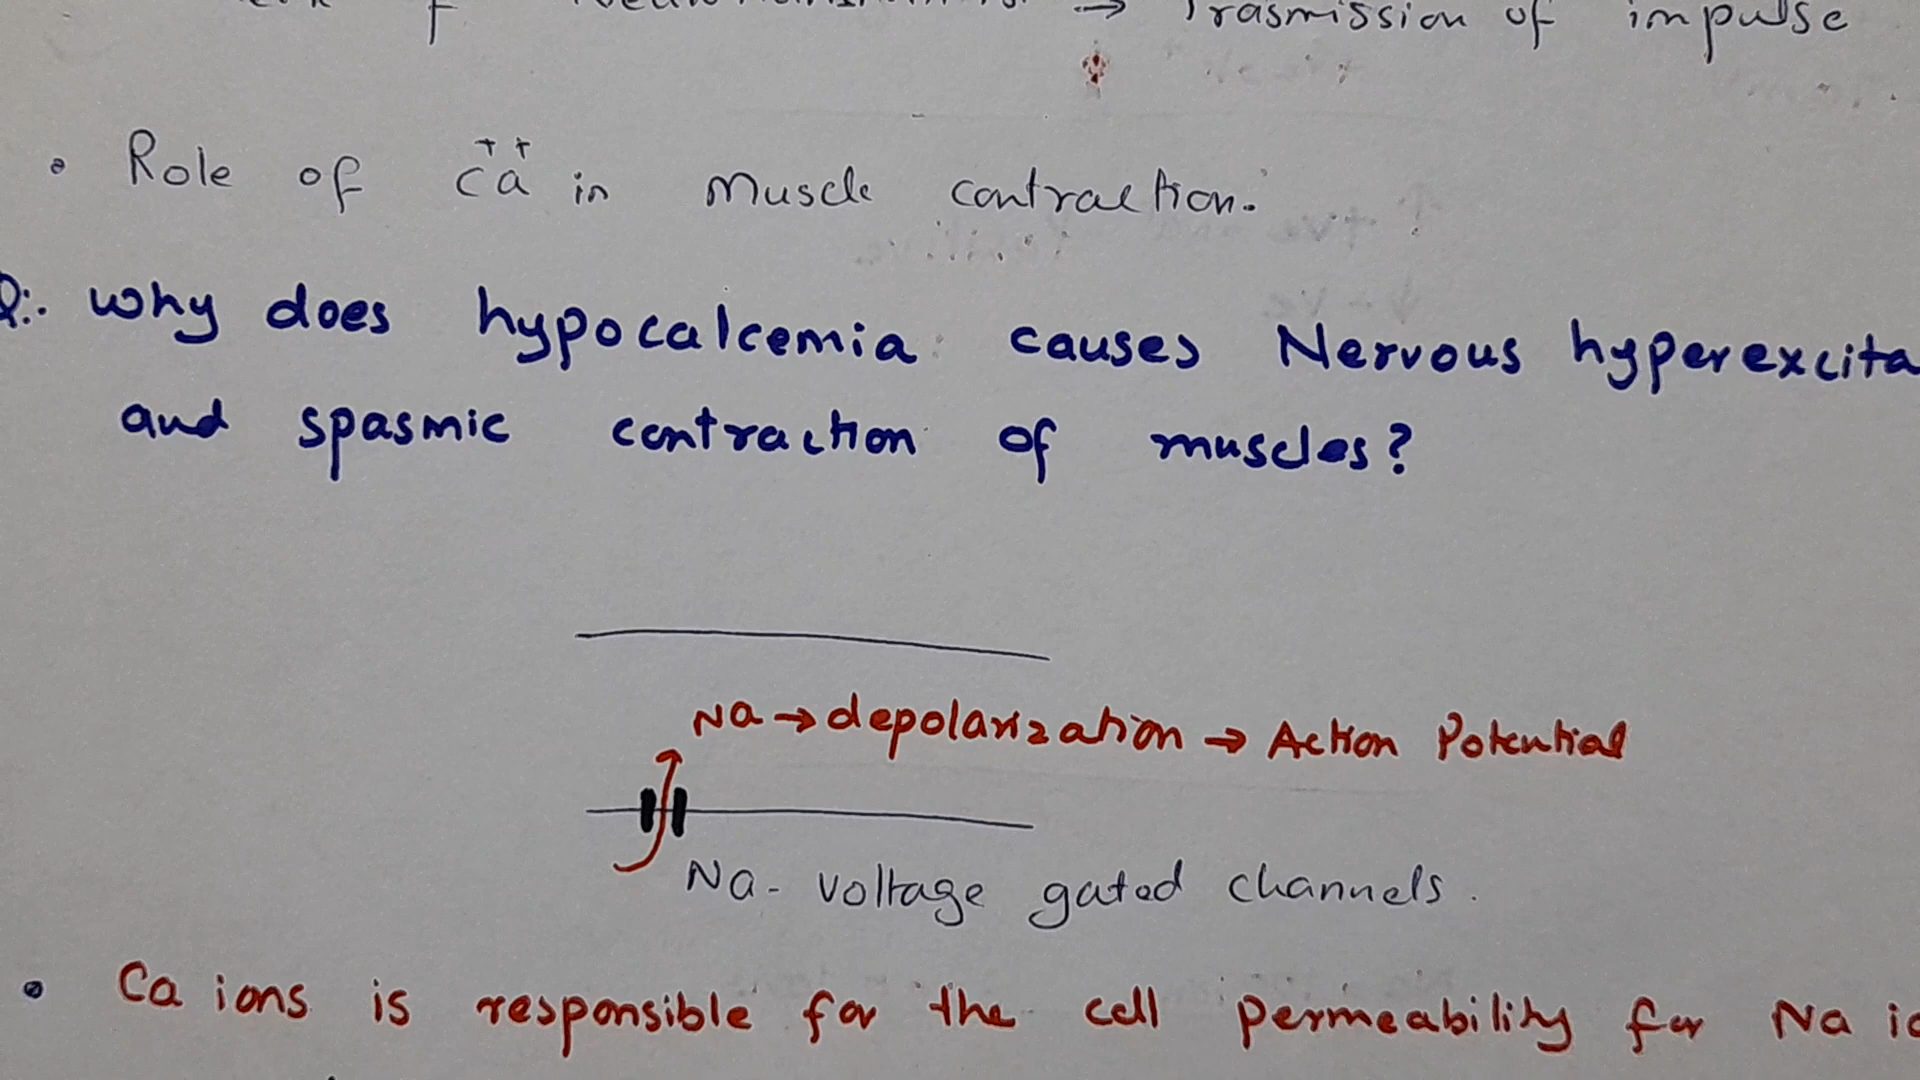 → Trasmission of impulse
• Role of Ca++ in Muscle contraction.
Q:. why does hypocalcemia causes Nervous hyperexcita
and spasmic contraction of muscles?
Na → depolarization → Action Potential
Na - voltage gated channels.
• Ca ions is responsible for the cell permeability for Na io